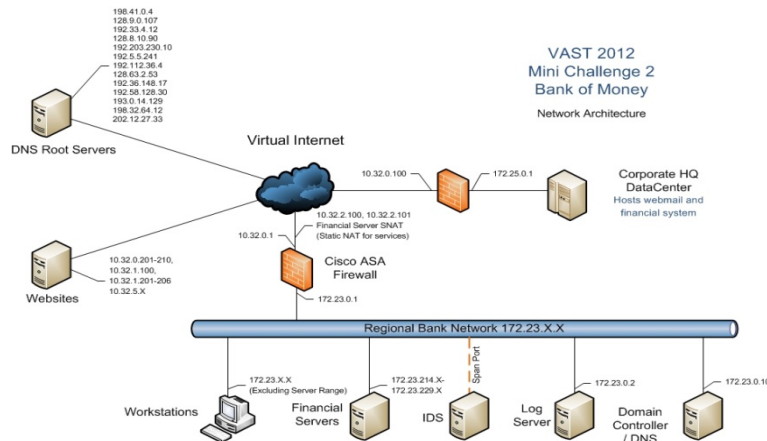 198.41.0.4
128.9.0.107
192.33.4.12
128.8.10.90
192.203.230.10
192.5.5.241
192.112.36.4
128.63.2.53
192.36.148.17
192.58.128.30
193.0.14.129
198.32.64.12
202.12.27.33
DNS Root Servers
VAST 2012
Mini Challenge 2
Bank of Money
Network Architecture
Virtual Internet
10.32.0.100
172.25.0.1
Corporate HQ
DataCenter
Hosts webmail and
financial system
10.32.2.100, 10.32.2.101
Financial Server SNAT
(Static NAT for services)
10.32.0.1
Cisco ASA
Firewall
172.23.0.1
10.32.0.201-210,
10.32.1.100,
10.32.1.201-206
10.32.5.X
Websites
Regional Bank Network 172.23.X.X
Span Port
172.23.X.X
(Excluding Server Range)
Workstations
172.23.214.X-
172.23.229.X
Financial
Servers
IDS
172.23.0.2
Log
Server
172.23.0.10
Domain
Controller
/ DNS